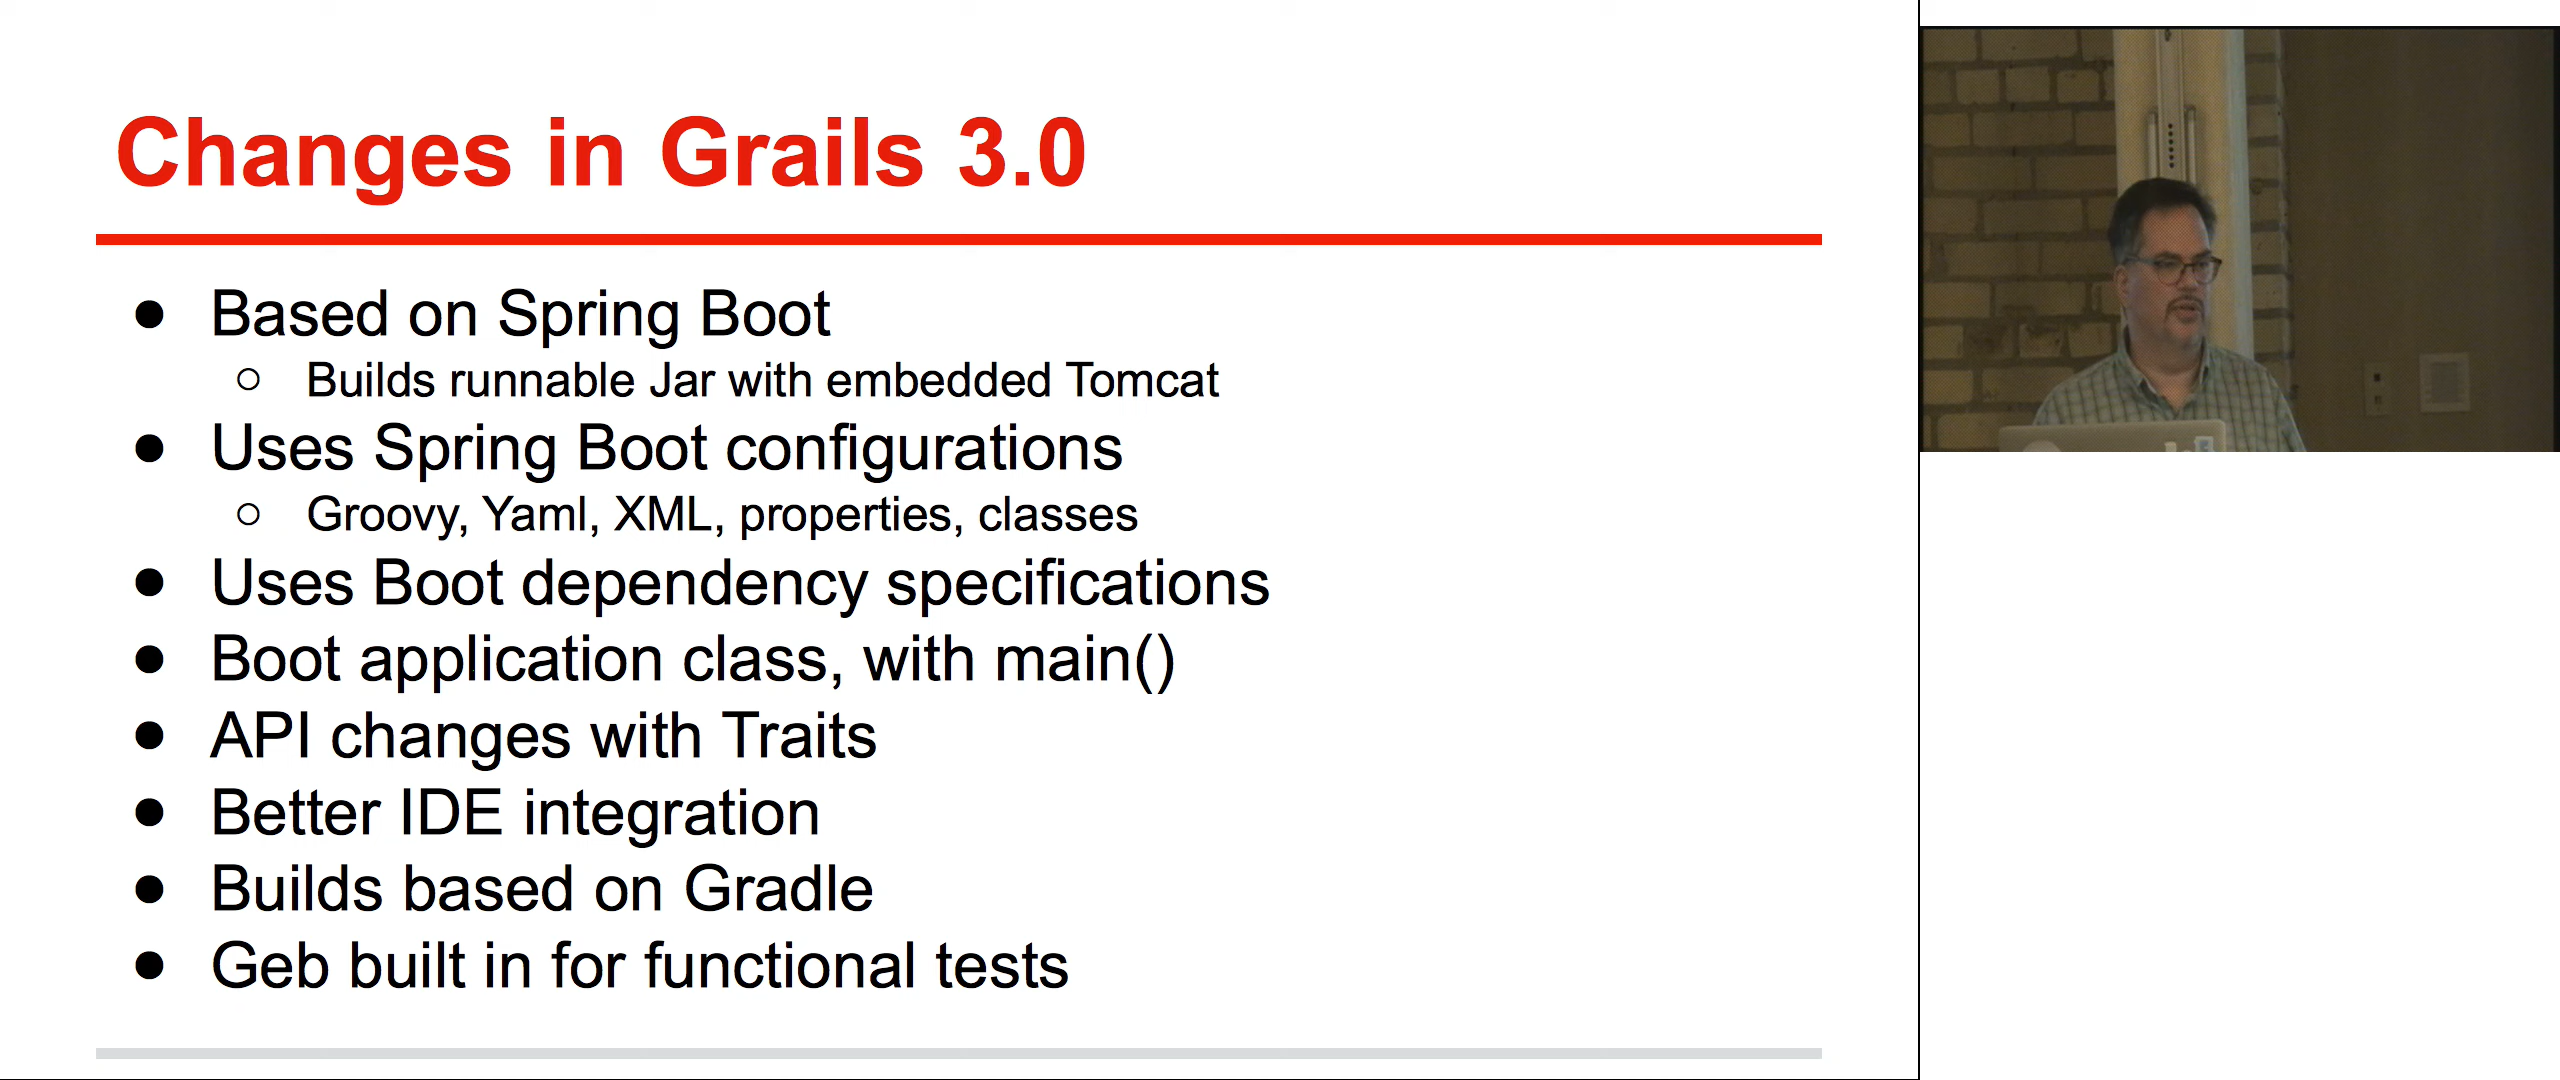 Changes in Grails 3.0
● Based on Spring Boot
○ Builds runnable Jar with embedded Tomcat
● Uses Spring Boot configurations
○ Groovy, Yaml, XML, properties, classes
● Uses Boot dependency specifications
● Boot application class, with main()
● API changes with Traits
● Better IDE integration
● Builds based on Gradle
● Geb built in for functional tests